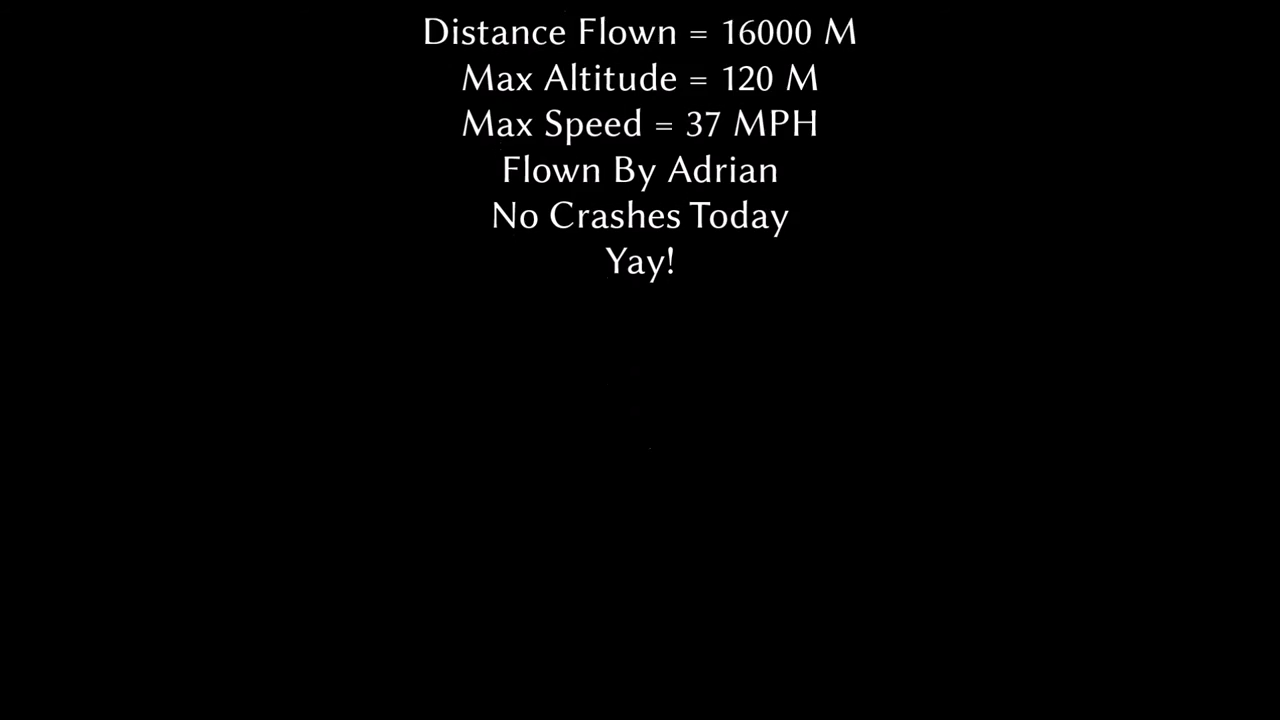 Distance Flown = 16000 M
Max Altitude = 120 M
Max Speed = 37 MPH
Flown By Adrian
No Crashes Today
Yay!